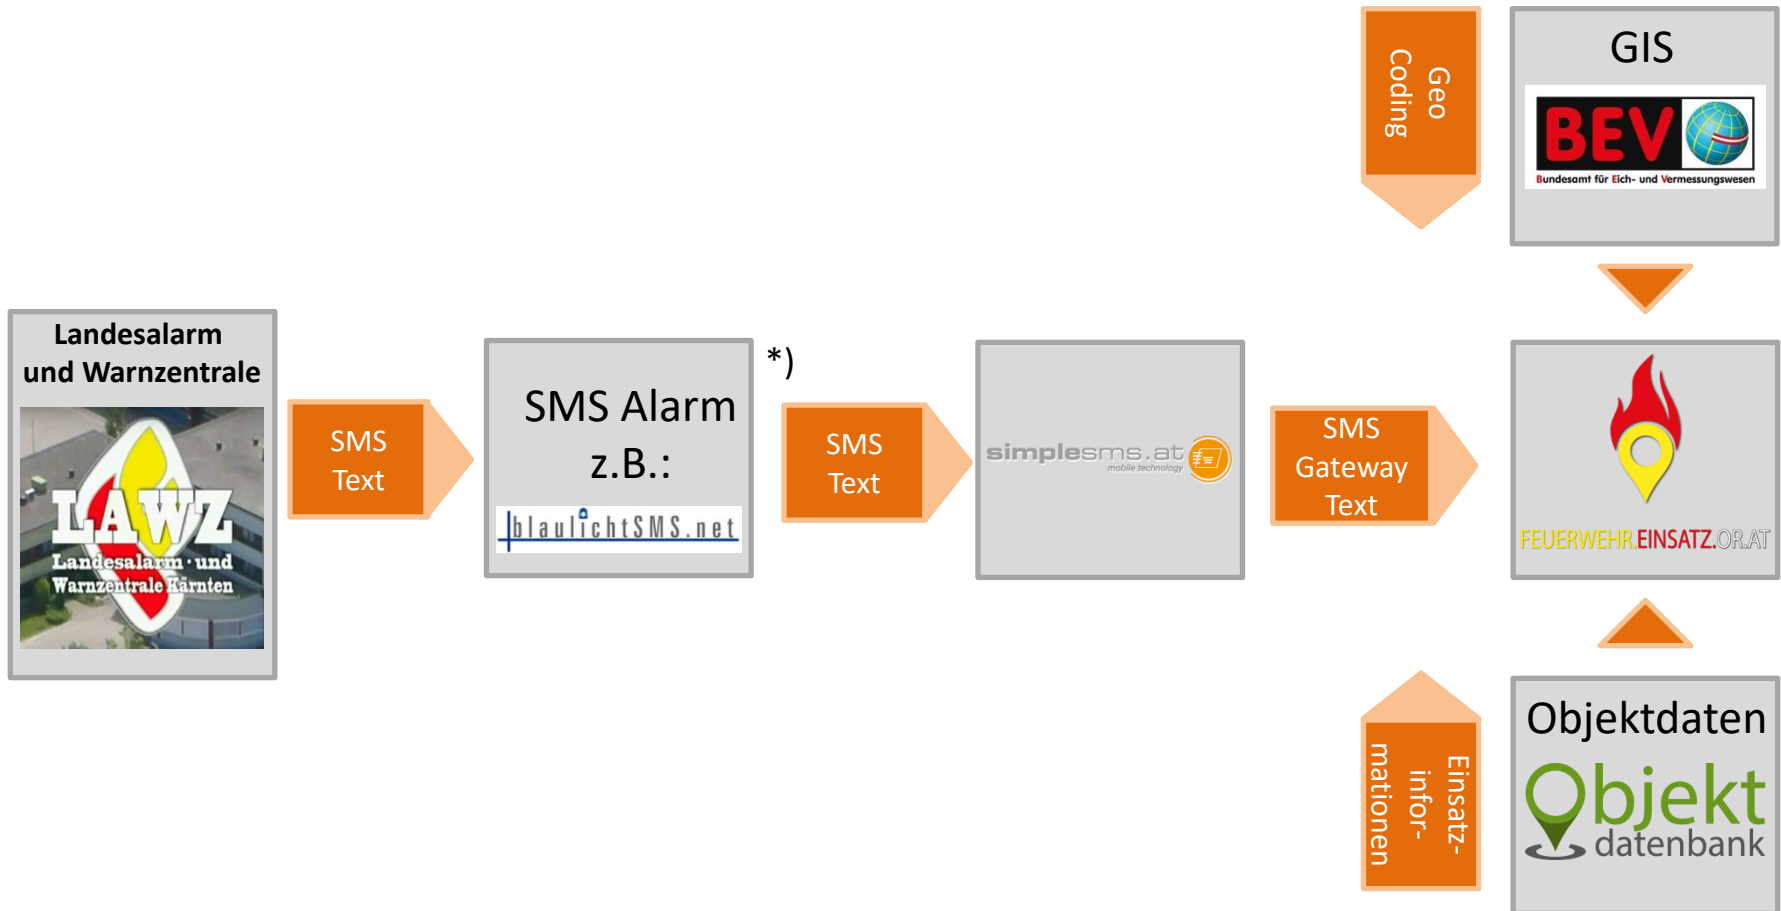 Geo
Coding
GIS
BEV
Bundesamt für Eich- und Vermessungswesen
Landesalarm
und Warnzentrale
LAWZ
Landesalarm · und
Warnzentrale Kärnten
SMS
Text
SMS Alarm
z.B.:
blaulichtSMS.net
*)
SMS
Text
simplesms.at
mobile technology
SMS
Gateway
Text
FEUERWEHR.EINSATZ.OR.AT
Einsatz-
infor-
mationen
Objektdaten
Objekt
datenbank